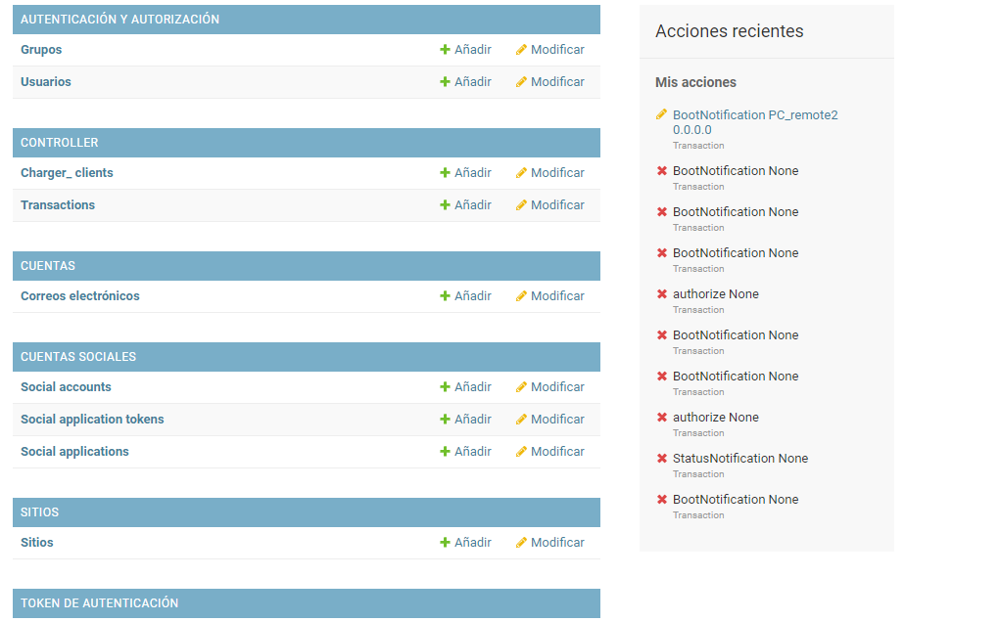 AUTENTICACIÓN Y AUTORIZACIÓN
Grupos Añadir Modificar
Usuarios Añadir Modificar
CONTROLLER
Charger_ clients Añadir Modificar
Transactions Añadir Modificar
CUENTAS
Correos electrónicos Añadir Modificar
CUENTAS SOCIALES
Social accounts Añadir Modificar
Social application tokens Añadir Modificar
Social applications Añadir Modificar
SITIOS
Sitios Añadir Modificar
TOKEN DE AUTENTICACIÓN
Acciones recientes
Mis acciones
BootNotification PC_remote2
0.0.0.0
Transaction
BootNotification None
Transaction
BootNotification None
Transaction
BootNotification None
Transaction
authorize None
Transaction
BootNotification None
Transaction
BootNotification None
Transaction
authorize None
Transaction
StatusNotification None
Transaction
BootNotification None
Transaction